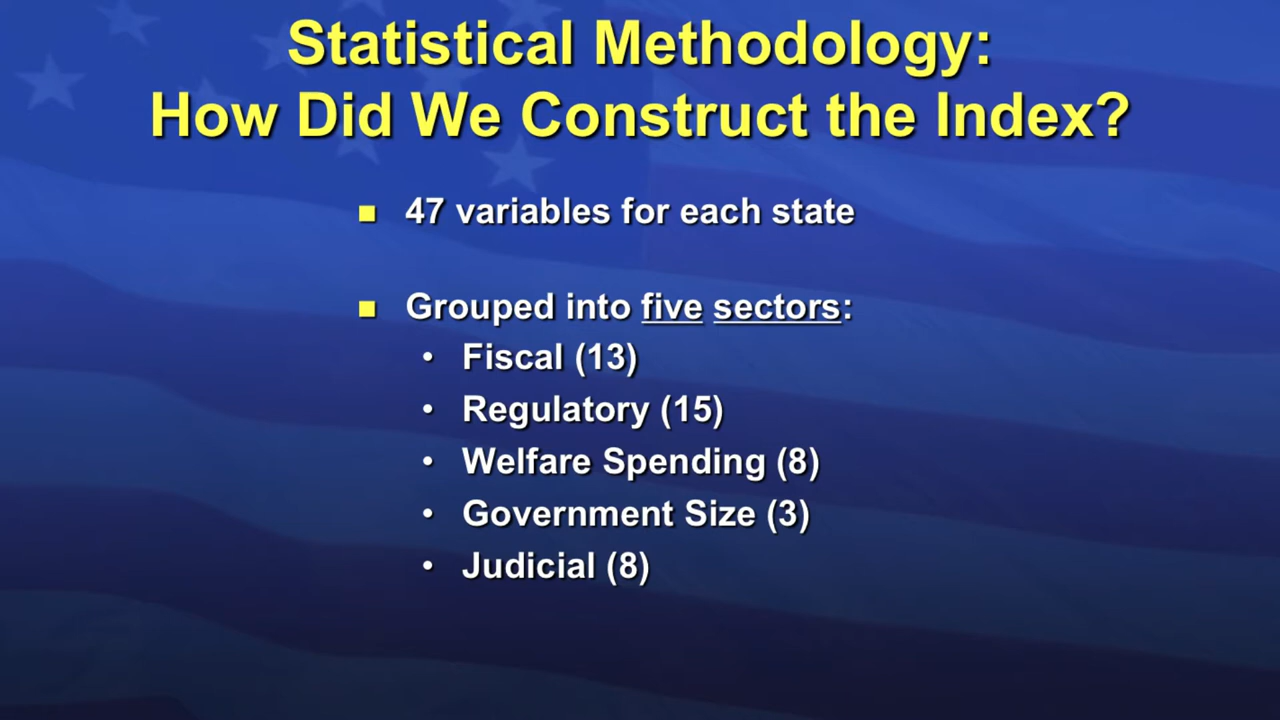 Statistical Methodology:
How Did We Construct the Index?
■ 47 variables for each state
■ Grouped into five sectors:
• Fiscal (13)
• Regulatory (15)
• Welfare Spending (8)
• Government Size (3)
• Judicial (8)